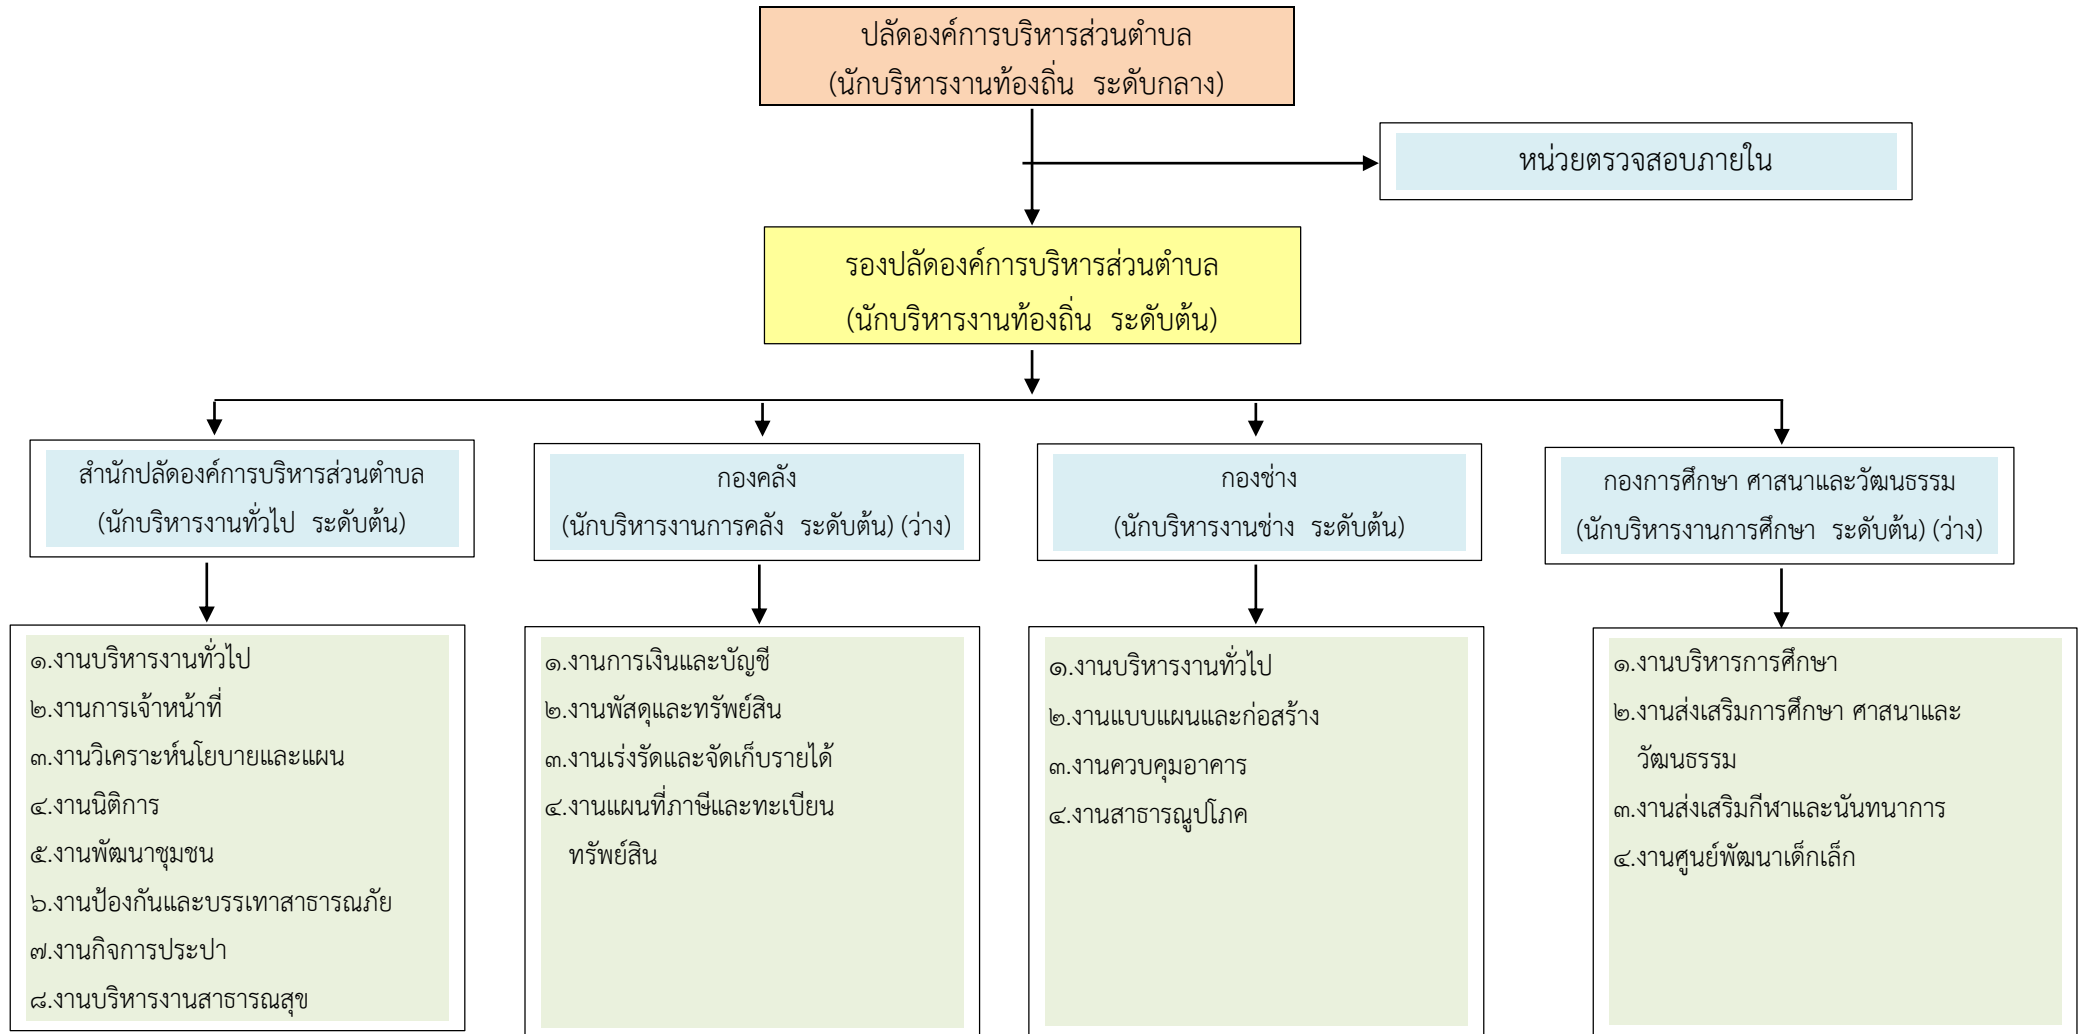 ปลัดองค์การบริหารส่วนตำบล
(นักบริหารงานท้องถิ่น ระดับกลาง)
หน่วยตรวจสอบภายใน
รองปลัดองค์การบริหารส่วนตำบล
(นักบริหารงานท้องถิ่น ระดับต้น)
สำนักปลัดองค์การบริหารส่วนตำบล
(นักบริหารงานทั่วไป ระดับต้น)
กองคลัง
(นักบริหารงานการคลัง ระดับต้น) (ว่าง)
กองช่าง
(นักบริหารงานช่าง ระดับต้น)
กองการศึกษา ศาสนาและวัฒนธรรม
(นักบริหารงานการศึกษา ระดับต้น) (ว่าง)
๑.งานบริหารงานทั่วไป
๒.งานการเจ้าหน้าที่
๓.งานวิเคราะห์นโยบายและแผน
๔.งานนิติการ
๕.งานพัฒนาชุมชน
๖.งานป้องกันและบรรเทาสาธารณภัย
๗.งานกิจการประปา
๘.งานบริหารงานสาธารณสุข
๑.งานการเงินและบัญชี
๒.งานพัสดุและทรัพย์สิน
๓.งานเร่งรัดและจัดเก็บรายได้
๔.งานแผนที่ภาษีและทะเบียน
ทรัพย์สิน
๑.งานบริหารงานทั่วไป
๒.งานแบบแผนและก่อสร้าง
๓.งานควบคุมอาคาร
๔.งานสาธารณูปโภค
๑.งานบริหารการศึกษา
๒.งานส่งเสริมการศึกษา ศาสนาและ
วัฒนธรรม
๓.งานส่งเสริมกีฬาและนันทนาการ
๔.งานศูนย์พัฒนาเด็กเล็ก